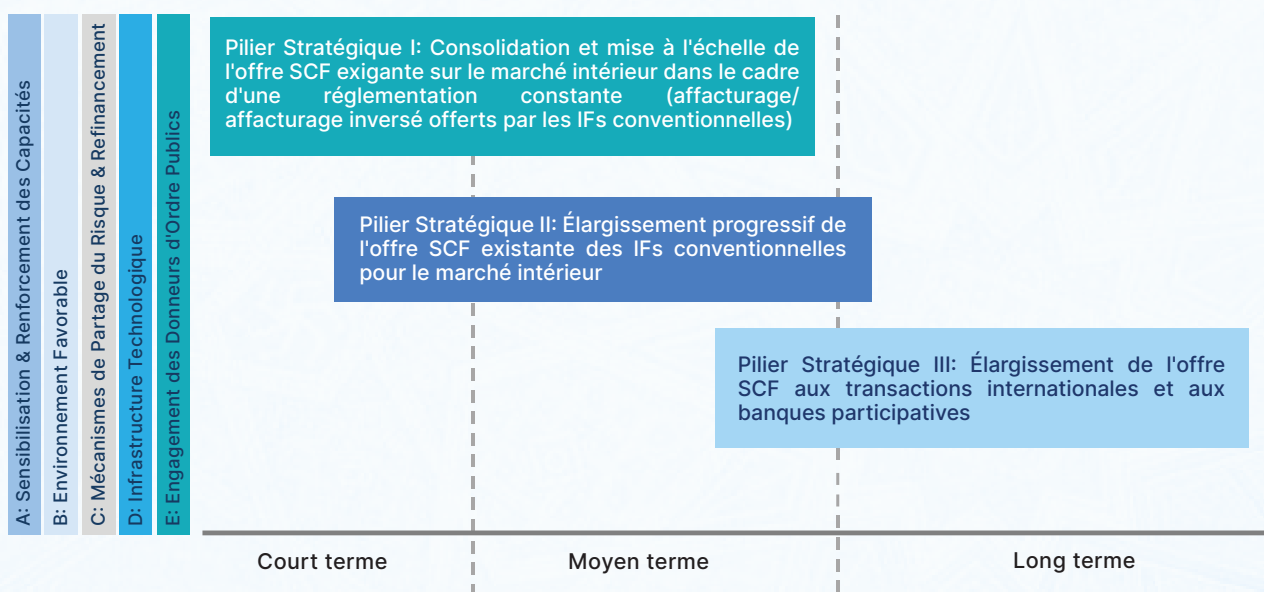 A: Sensibilisation & Renforcement des Capacités
B: Environnement Favorable
C: Mécanismes de Partage du Risque & Refinancement
D: Infrastructure Technologique
E: Engagement des Donneurs d'Ordre Publics
Pilier Stratégique I: Consolidation et mise à l'échelle de
l'offre SCF exigante sur le marché intérieur dans le cadre
d'une réglementation constante (affacturage/
affacturage inversé offerts par les IFs conventionnelles)
Pilier Stratégique II: Élargissement progressif de
l'offre SCF existante des IFs conventionnelles
pour le marché intérieur
Pilier Stratégique III: Élargissement de l'offre
SCF aux transactions internationales et aux
banques participatives
Court terme
Moyen terme
Long terme